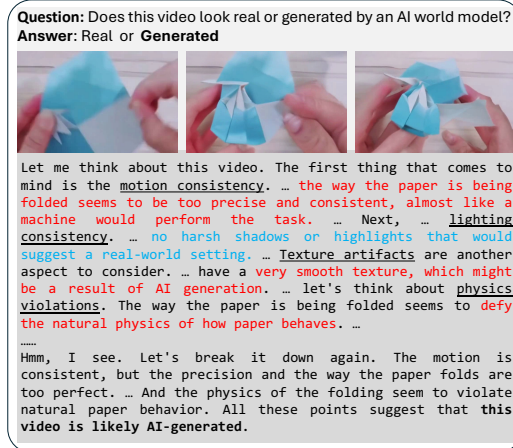 Question: Does this video look real or generated by an AI world model?
Answer: Real or Generated
Let me think about this video. The first thing that comes to
mind is the motion consistency. … the way the paper is being
folded seems to be too precise and consistent, almost like a
machine would perform the task. … Next, … lighting
consistency. … no harsh shadows or highlights that would
suggest a real-world setting. … Texture artifacts are another
aspect to consider. … have a very smooth texture, which might
be a result of AI generation. … let's think about physics
violations. The way the paper is being folded seems to defy
the natural physics of how paper behaves. …
……
Hmm, I see. Let's break it down again. The motion is
consistent, but the precision and the way the paper folds are
too perfect. … And the physics of the folding seem to violate
natural paper behavior. All these points suggest that this
video is likely AI-generated.